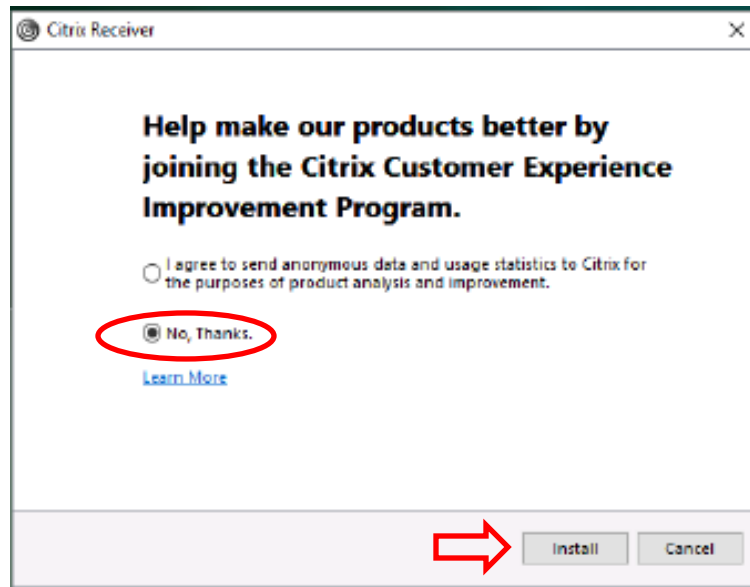 Citrix Receiver
Help make our products better by
joining the Citrix Customer Experience
Improvement Program.
I agree to send anonymous data and usage statistics to Citrix for
the purposes of product analysis and improvement.
No, Thanks.
Learn More
Install Cancel